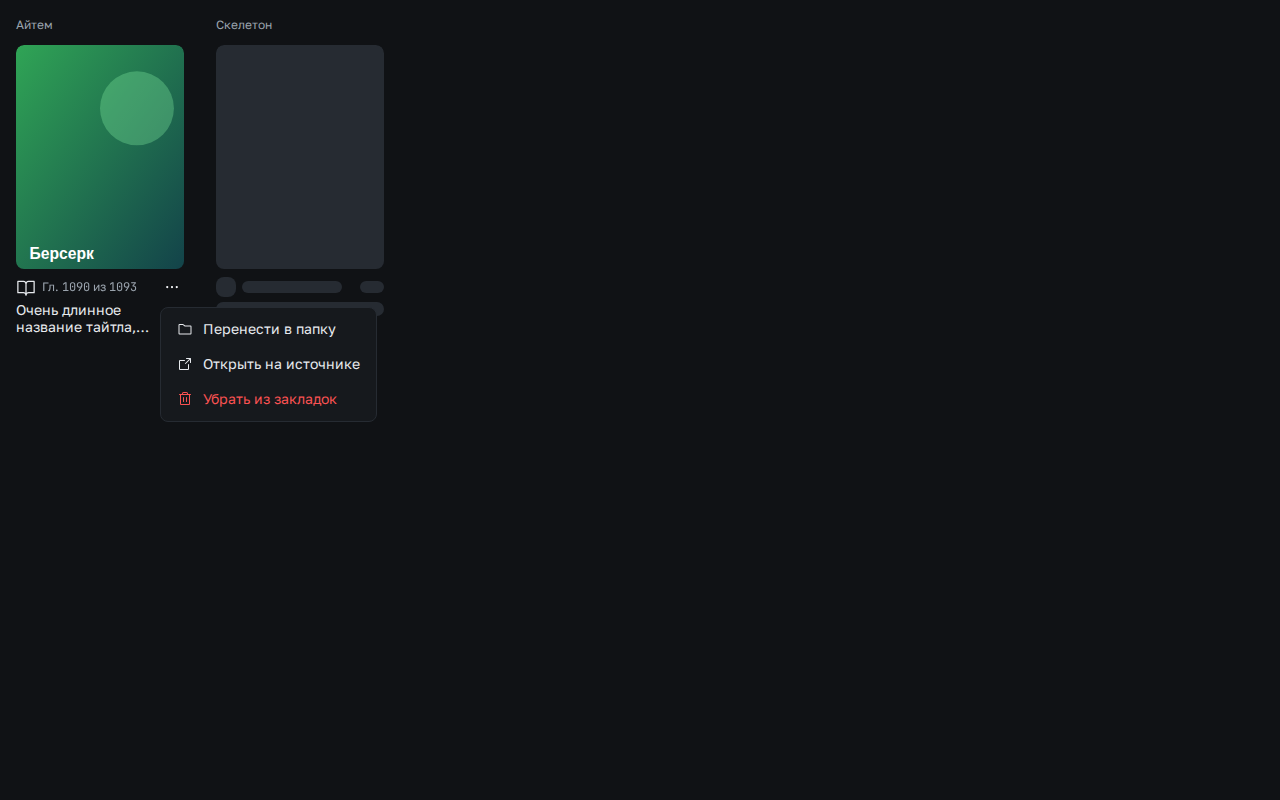 Айтем
Скелетон
Берсерк
Гл. 1090 из 1093
Очень длинное
название тайтла,...
Перенести в папку
Открыть на источнике
Убрать из закладок